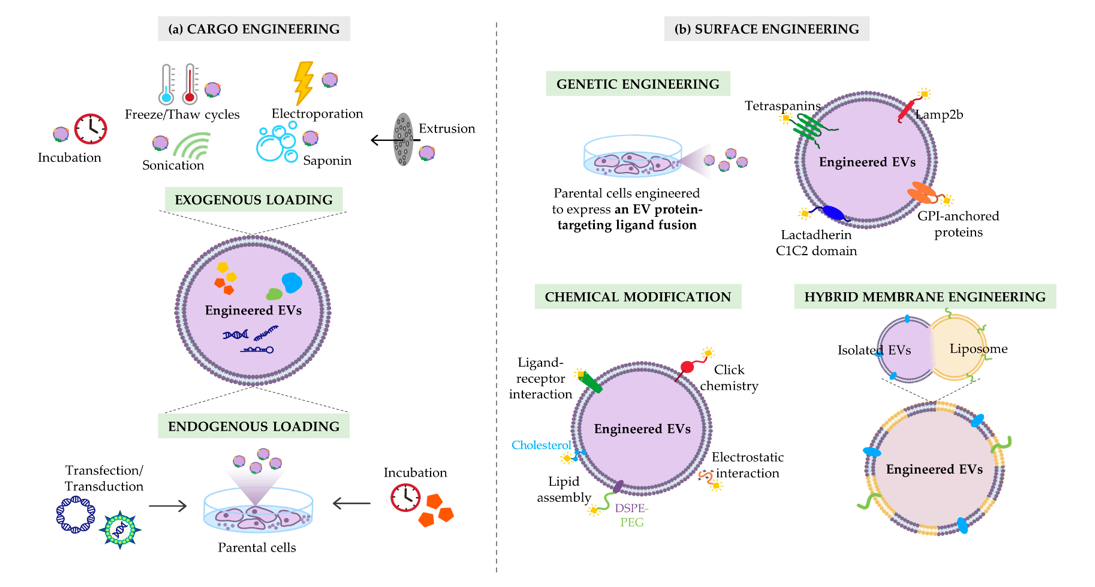 (a) CARGO ENGINEERING
Freeze/Thaw cycles
Electroporation
Incubation
Sonication
Saponin
Extrusion
EXOGENOUS LOADING
Engineered EVs
ENDOGENOUS LOADING
Transfection/
Transduction
Incubation
Parental cells
(b) SURFACE ENGINEERING
GENETIC ENGINEERING
Parental cells engineered
to express an EV protein-
targeting ligand fusion
Tetraspanins
Lamp2b
Engineered EVs
GPI-anchored
proteins
Lactadherin
C1C2 domain
CHEMICAL MODIFICATION
Ligand-
receptor
interaction
Click
chemistry
Engineered EVs
Cholesterol
Electrostatic
interaction
Lipid
assembly
DSPE-
PEG
HYBRID MEMBRANE ENGINEERING
Isolated EVs
Liposome
Engineered EVs